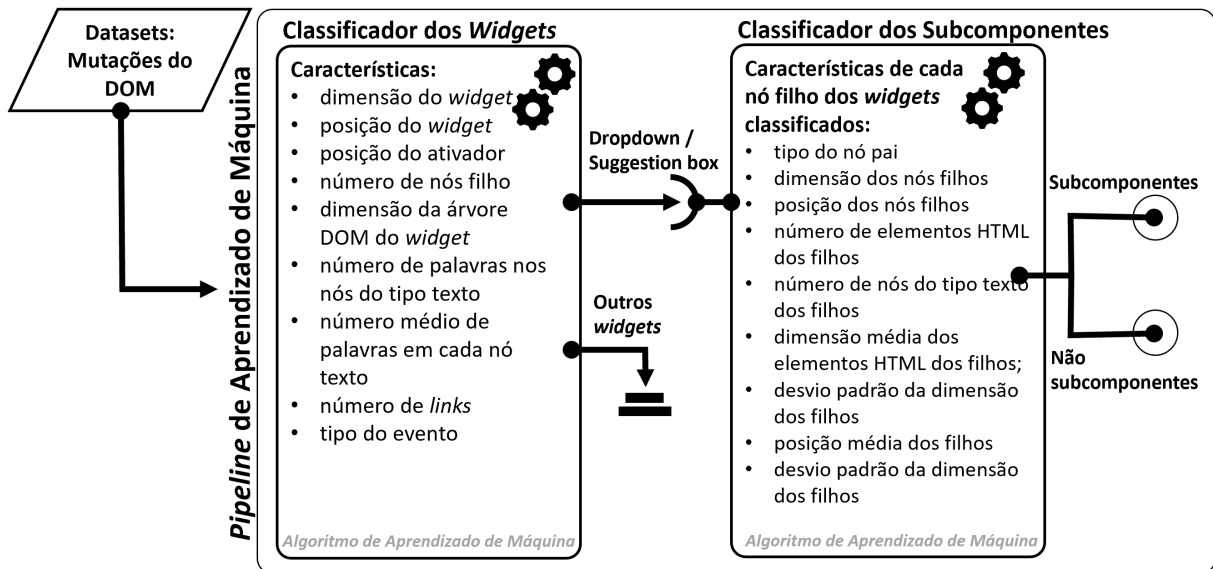 Datasets:
Mutações do
DOM
Pipeline de Aprendizado de Máquina
Classificador dos Widgets
Características:
• dimensão do widget
• posição do widget
• posição do ativador
• número de nós filho
• dimensão da árvore
DOM do widget
• número de palavras nos
nós do tipo texto
• número médio de
palavras em cada nó
texto
• número de links
• tipo do evento
Algoritmo de Aprendizado de Máquina
Dropdown /
Suggestion box
Outros
widgets
Classificador dos Subcomponentes
Características de cada
nó filho dos widgets
classificados:
• tipo do nó pai
• dimensão dos nós filhos
• posição dos nós filhos
• número de elementos HTML
dos filhos
• número de nós do tipo texto
dos filhos
• dimensão média dos
elementos HTML dos filhos;
• desvio padrão da dimensão
dos filhos
• posição média dos filhos
• desvio padrão da dimensão
dos filhos
Algoritmo de Aprendizado de Máquina
Subcomponentes
Não
subcomponentes